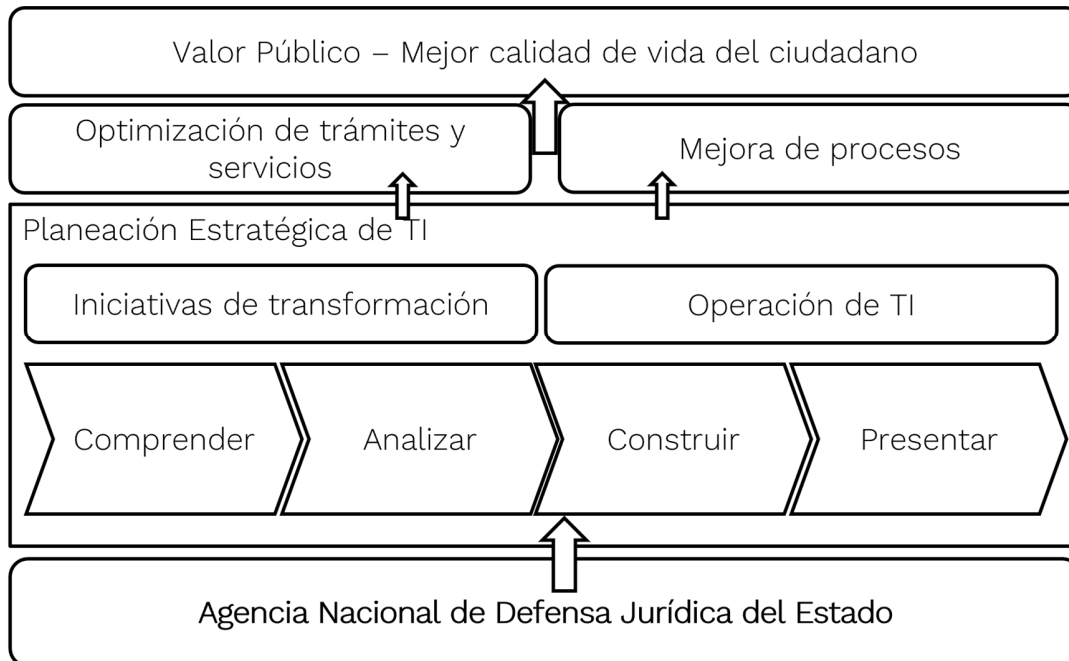 Valor Público – Mejor calidad de vida del ciudadano
Optimización de trámites y
servicios
Mejora de procesos
Planeación Estratégica de TI
Iniciativas de transformación
Operación de TI
Comprender
Analizar
Construir
Presentar
Agencia Nacional de Defensa Jurídica del Estado